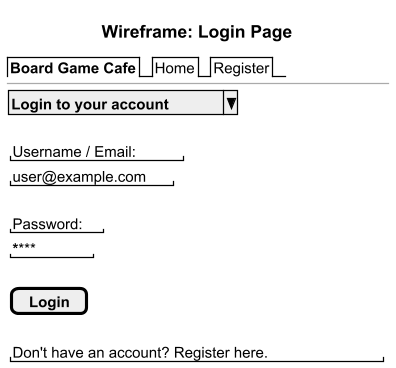 Wireframe: Login Page
Board Game Cafe Home Register
Login to your account
Username / Email:
user@example.com
Password:
****
Login
Don't have an account? Register here.